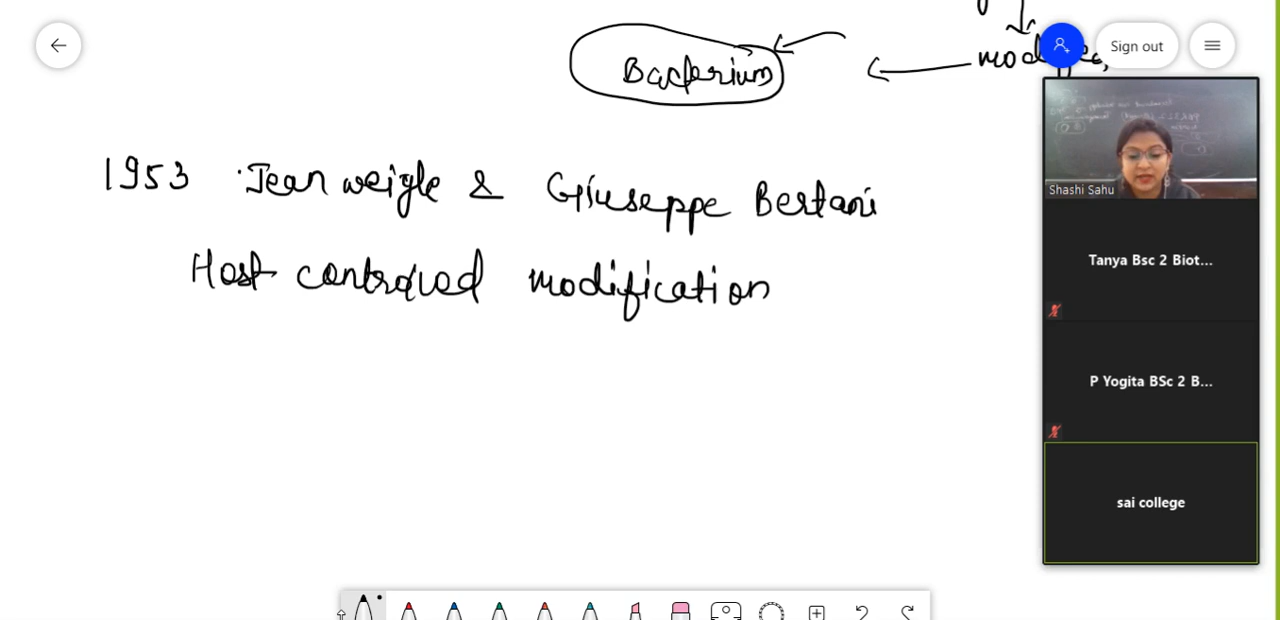 Sign out
Bacterium
1953 Jean weigle & Giuseppe Bertani
Host controlled modification
Shashi Sahu
Tanya Bsc 2 Biot...
P Yogita BSc 2 B...
sai college